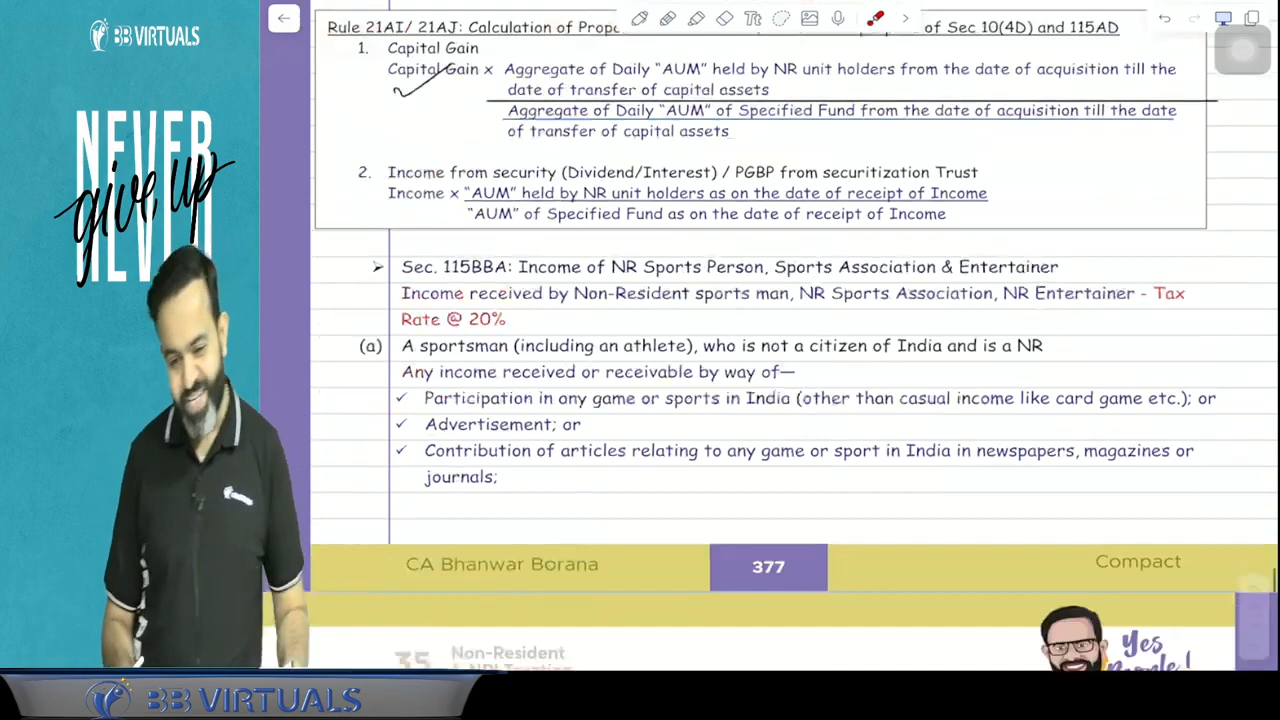 BB VIRTUALS
NEVER
give up
NEVER
Rule 21AI/ 21AJ: Calculation of of Sec 10(4D) and 115AD
1. Capital Gain
Capital Gain x Aggregate of Daily “AUM” held by NR unit holders from the date of acquisition till the
date of transfer of capital assets
Aggregate of Daily “AUM” of Specified Fund from the date of acquisition till the date
of transfer of capital assets
2. Income from security (Dividend/Interest) / PGBP from securitization Trust
Income x “AUM” held by NR unit holders as on the date of receipt of Income
“AUM” of Specified Fund as on the date of receipt of Income
➢ Sec. 115BBA: Income of NR Sports Person, Sports Association & Entertainer
Income received by Non-Resident sports man, NR Sports Association, NR Entertainer - Tax
Rate @ 20%
(a) A sportsman (including an athlete), who is not a citizen of India and is a NR
Any income received or receivable by way of—
✓ Participation in any game or sports in India (other than casual income like card game etc.); or
✓ Advertisement; or
✓ Contribution of articles relating to any game or sport in India in newspapers, magazines or
journals;
CA Bhanwar Borana
377
Compact
35 Non-Resident
Yes
People!
BB VIRTUALS